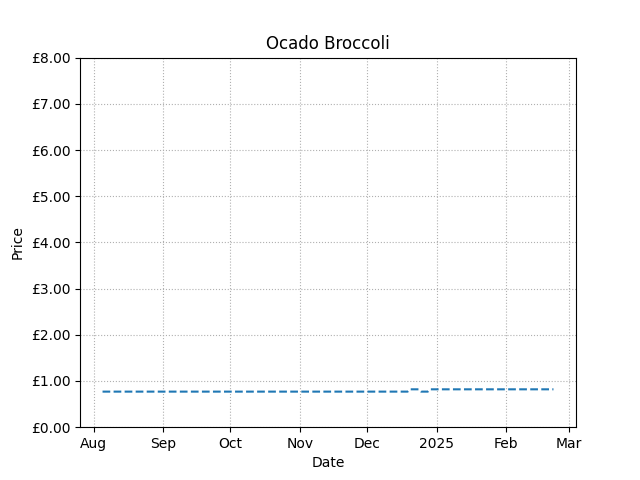 Ocado Broccoli
£8.00
£7.00
£6.00
£5.00
£4.00
£3.00
£2.00
£1.00
£0.00
Price
Aug Sep Oct Nov Dec 2025 Feb Mar
Date